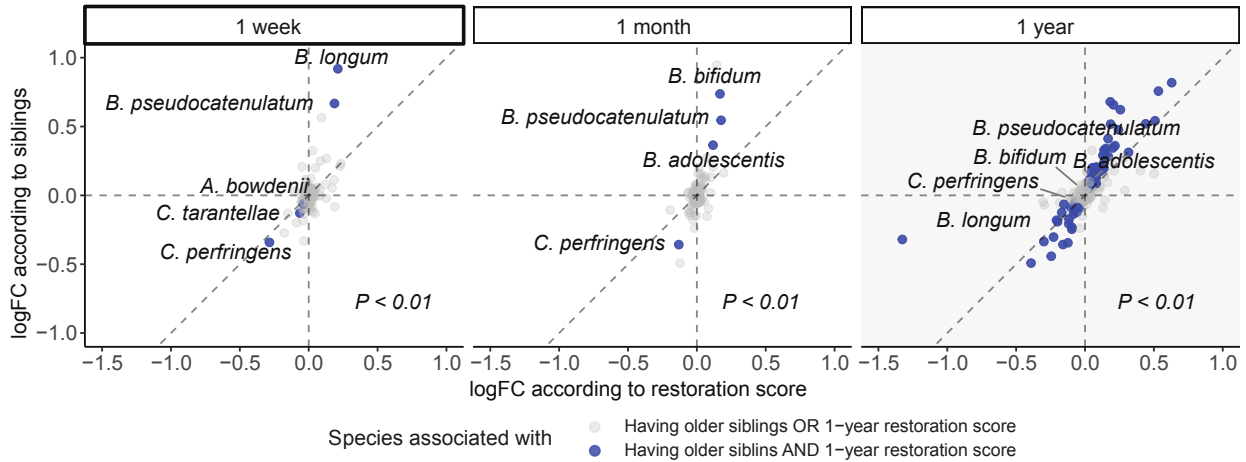 1 week
1 month
1 year
logFC according to siblings
1.0
0.5
0.0
−0.5
−1.0
B. longum
B. pseudocatenulatum
A. bowdenii
C. tarantellae
C. perfringens
P < 0.01
B. bifidum
B. pseudocatenulatum
B. adolescentis
C. perfringens
P < 0.01
B. pseudocatenulatum
B. bifidum
B. adolescentis
C. perfringens
B. longum
P < 0.01
−1.5 −1.0 −0.5 0.0 0.5 1.0
−1.5 −1.0 −0.5 0.0 0.5 1.0
−1.5 −1.0 −0.5 0.0 0.5 1.0
logFC according to restoration score
Species associated with
Having older siblings OR 1−year restoration score
Having older siblins AND 1−year restoration score